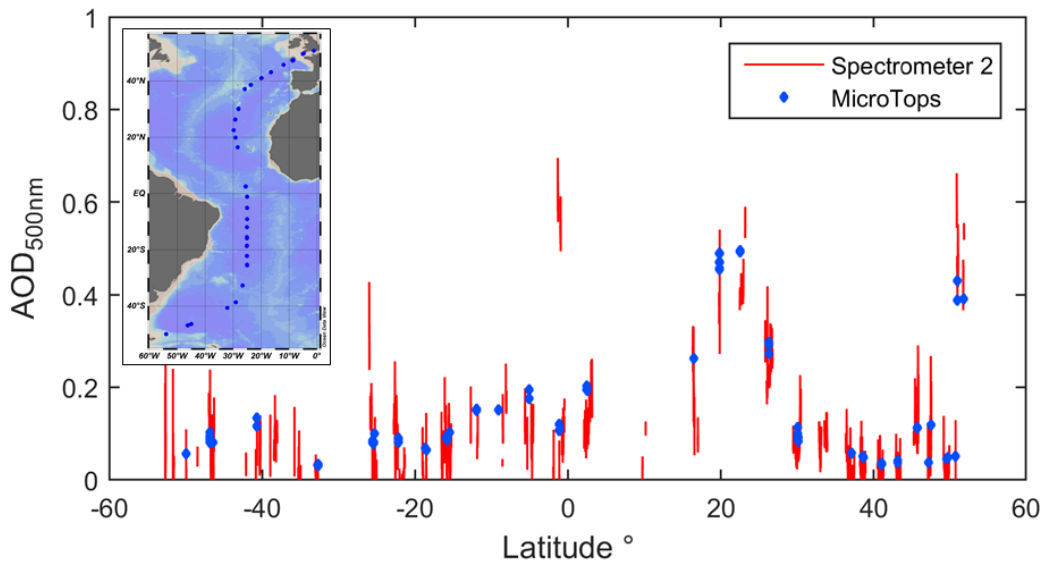 1
0.8
0.6
0.4
0.2
0
AOD500nm
-60 -40 -20 0 20 40 60
Latitude °
Spectrometer 2
MicroTops
40°N
20°N
EQ
20°S
40°S
60°W 50°W 40°W 30°W 20°W 10°W 0°
Ocean Data View